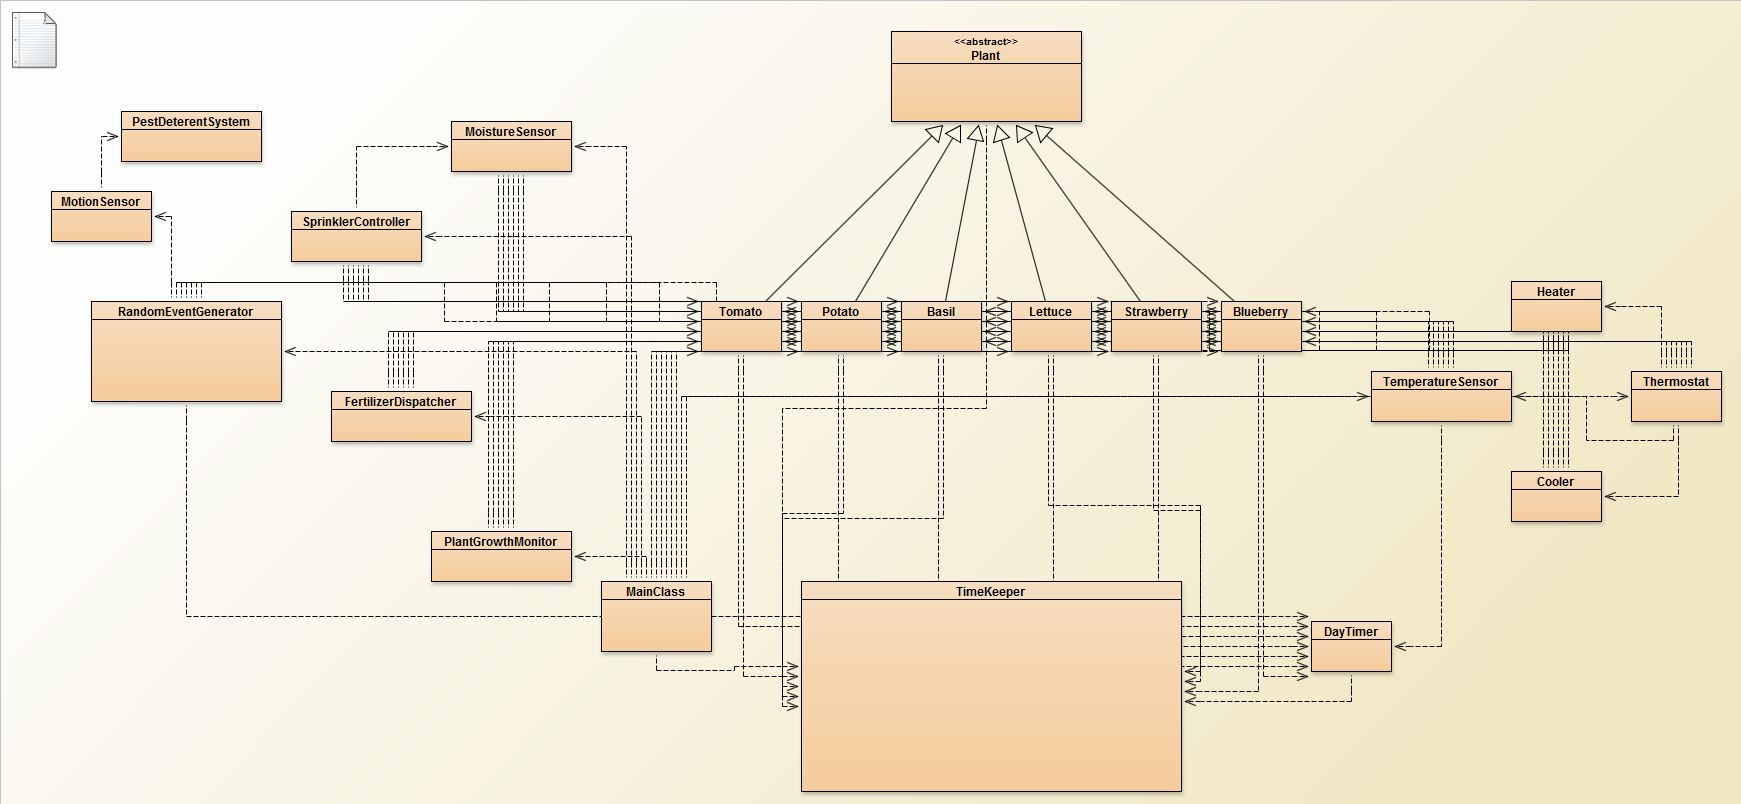 <<abstract>>
Plant
PestDeterentSystem
MoistureSensor
MotionSensor
SprinklerController
RandomEventGenerator
Tomato
Potato
Basil
Lettuce
Strawberry
Blueberry
Heater
FertilizerDispatcher
TemperatureSensor
Thermostat
Cooler
PlantGrowthMonitor
MainClass
TimeKeeper
DayTimer